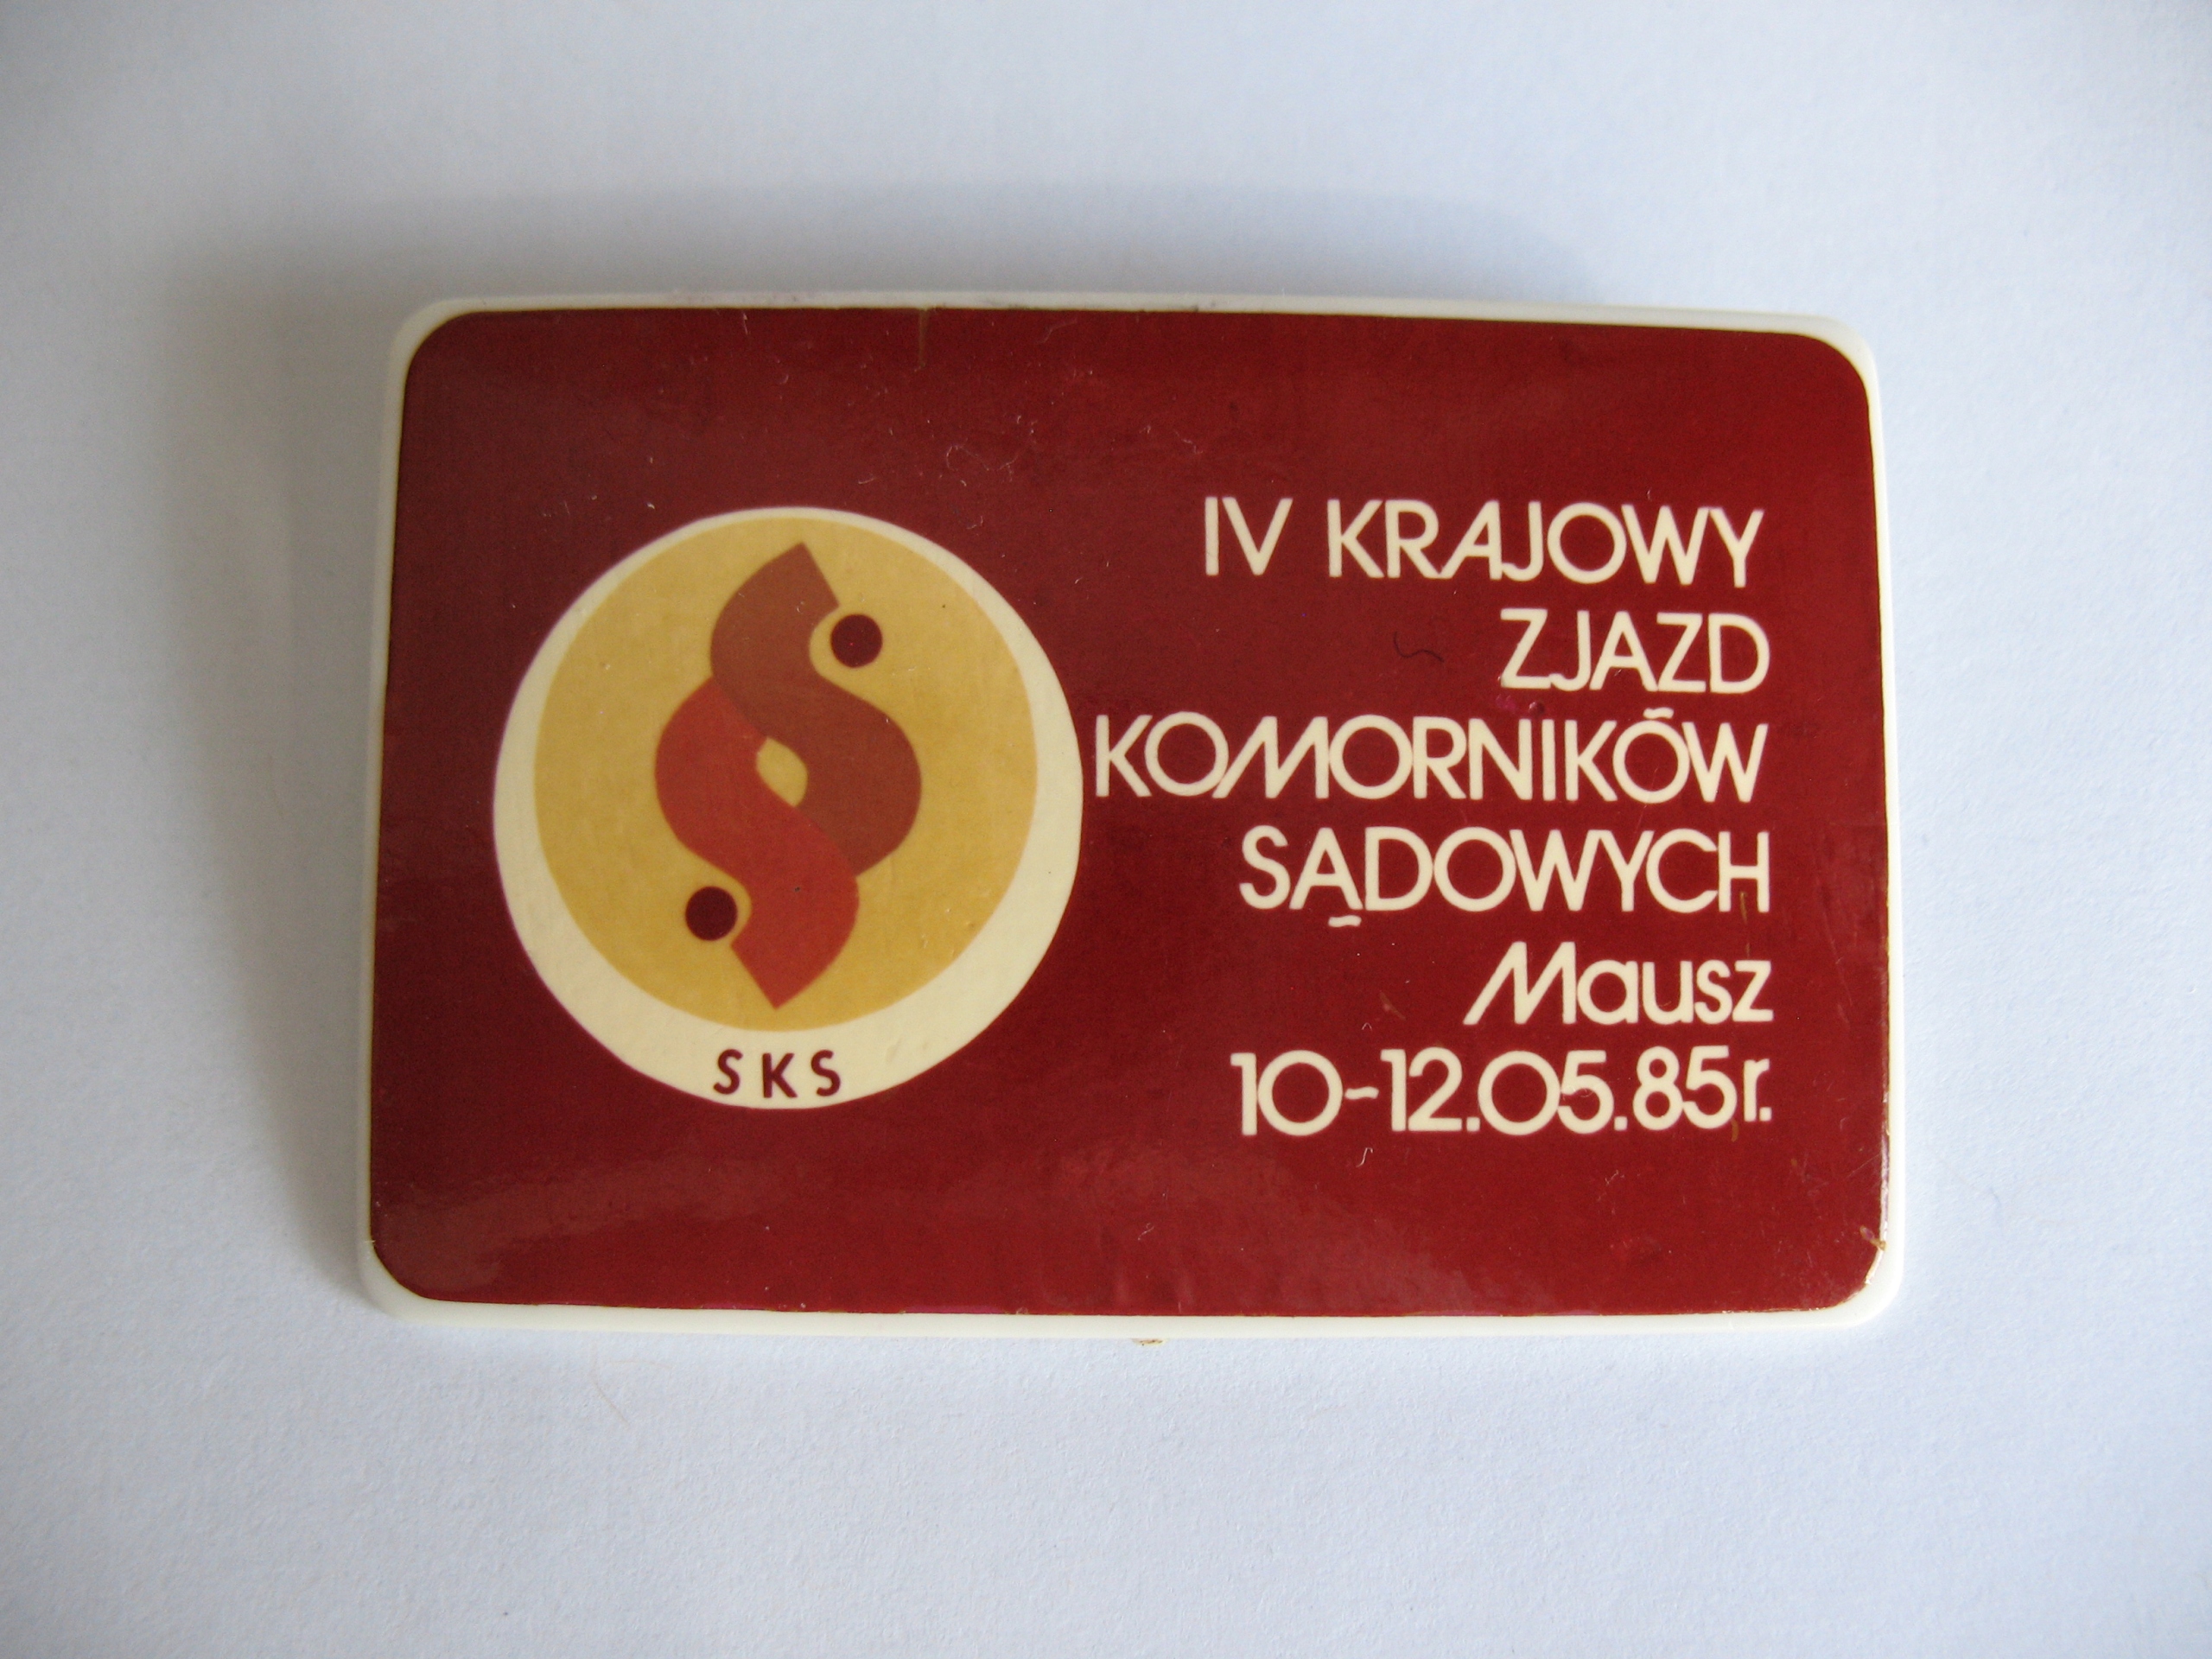 IV KRAJOWY
ZJAZD
KOMORNIKÓW
SĄDOWYCH
Mausz
10-12.05.85r.
SKS